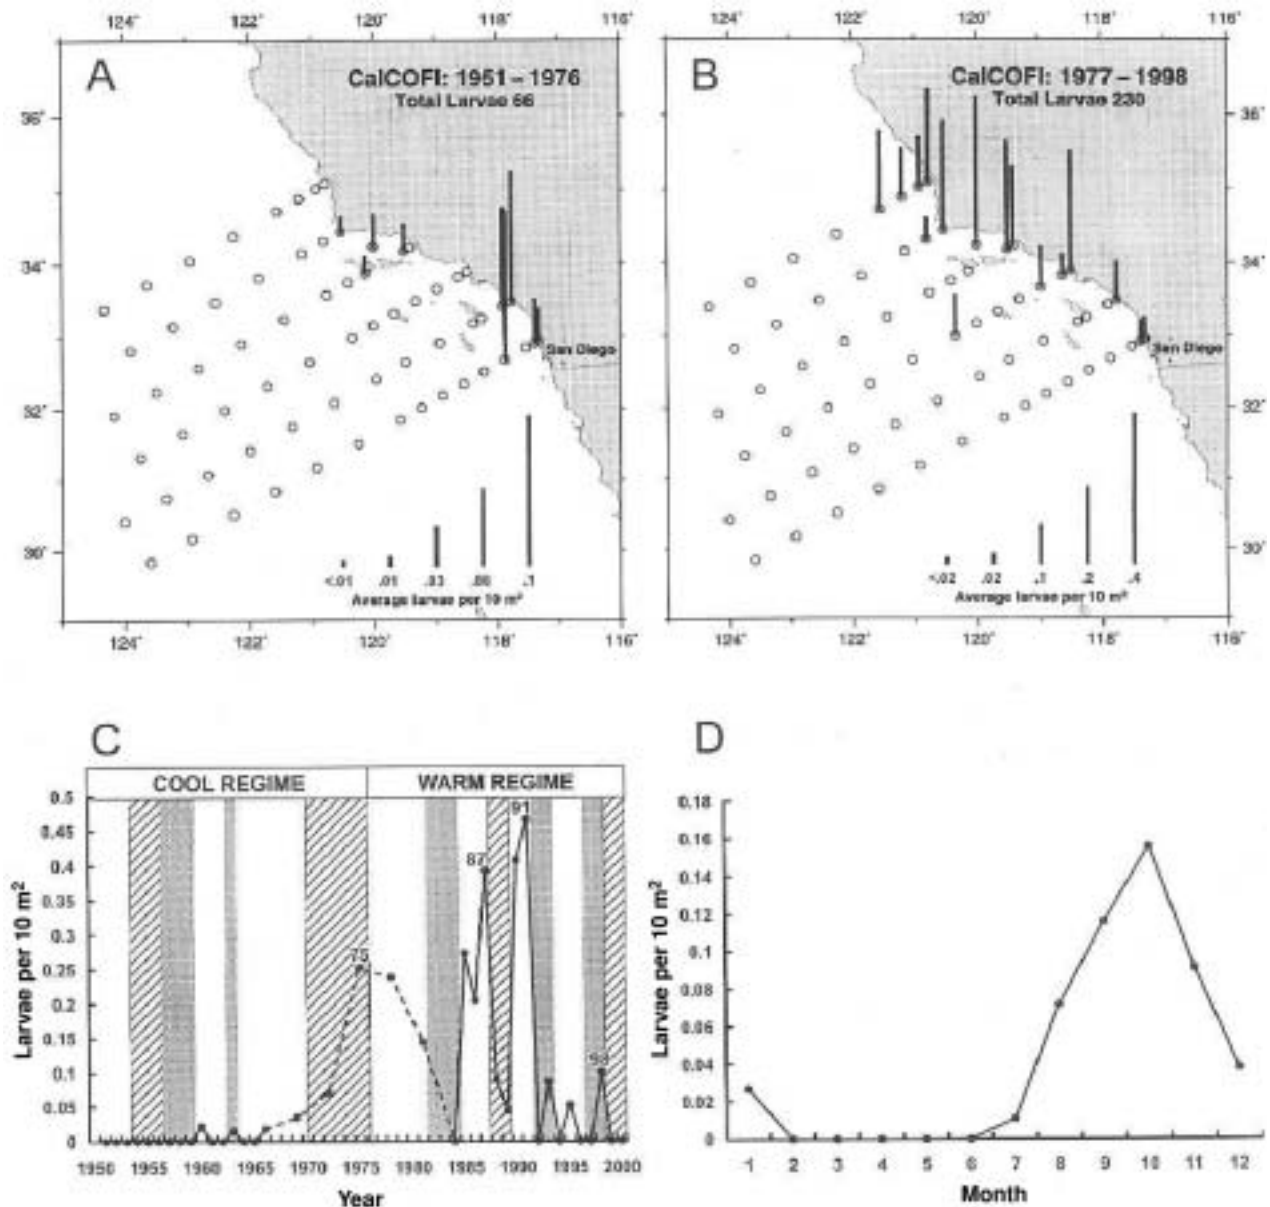 124° 122° 120° 118° 116°
124° 122° 120° 118° 116°
A
CalCOFI: 1951 – 1976
Total Larvae 66
B
CalCOFI: 1977 – 1998
Total Larvae 230
36°
34°
32°
30°
36°
34°
32°
30°
San Diego
San Diego
<.01 .01 .03 .1
Average larvae per 10 m²
<.02 .02 .1 .2 .4
Average larvae per 10 m²
124° 122° 120° 118° 116°
124° 122° 120° 118° 116°
C
COOL REGIME WARM REGIME
0.5
0.45
0.4
0.35
0.3
0.25
0.2
0.15
0.1
0.05
0
Larvae per 10 m²
75
87
91
98
1950 1955 1960 1965 1970 1975 1980 1985 1990 1995 2000
Year
D
0.18
0.16
0.14
0.12
0.1
0.08
0.06
0.04
0.02
0
Larvae per 10 m²
1 2 3 4 5 6 7 8 9 10 11 12
Month